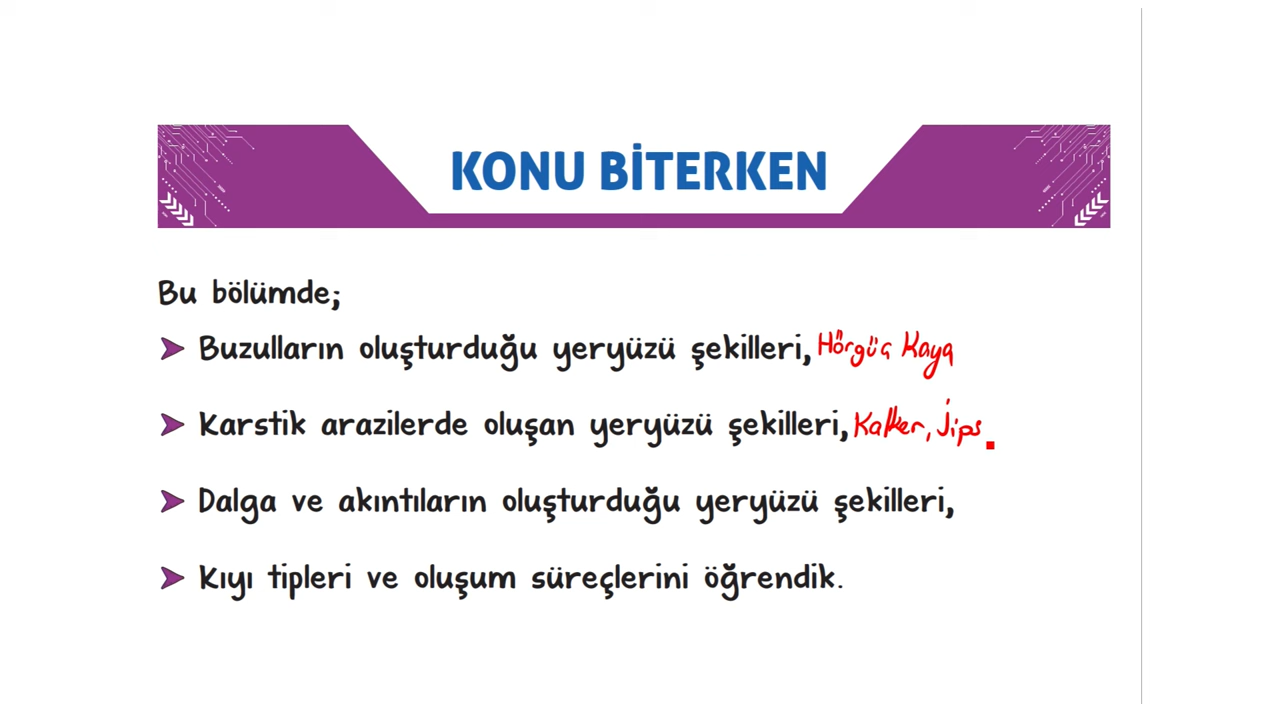 KONU BİTERKEN
Bu bölümde;
➤ Buzulların oluşturduğu yeryüzü şekilleri, Hörgüç Kaya
➤ Karstik arazilerde oluşan yeryüzü şekilleri, Kalker, Jips
➤ Dalga ve akıntıların oluşturduğu yeryüzü şekilleri,
➤ Kıyı tipleri ve oluşum süreçlerini öğrendik.